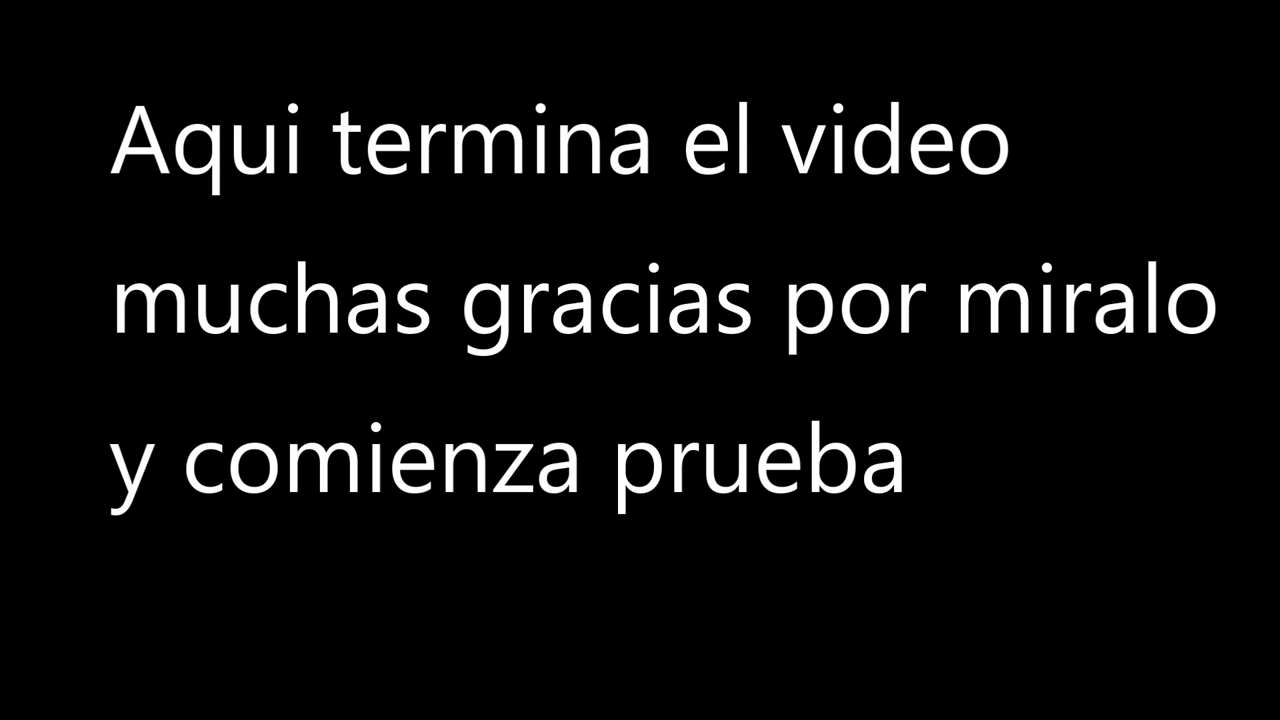 Aqui termina el video
muchas gracias por miralo
y comienza prueba